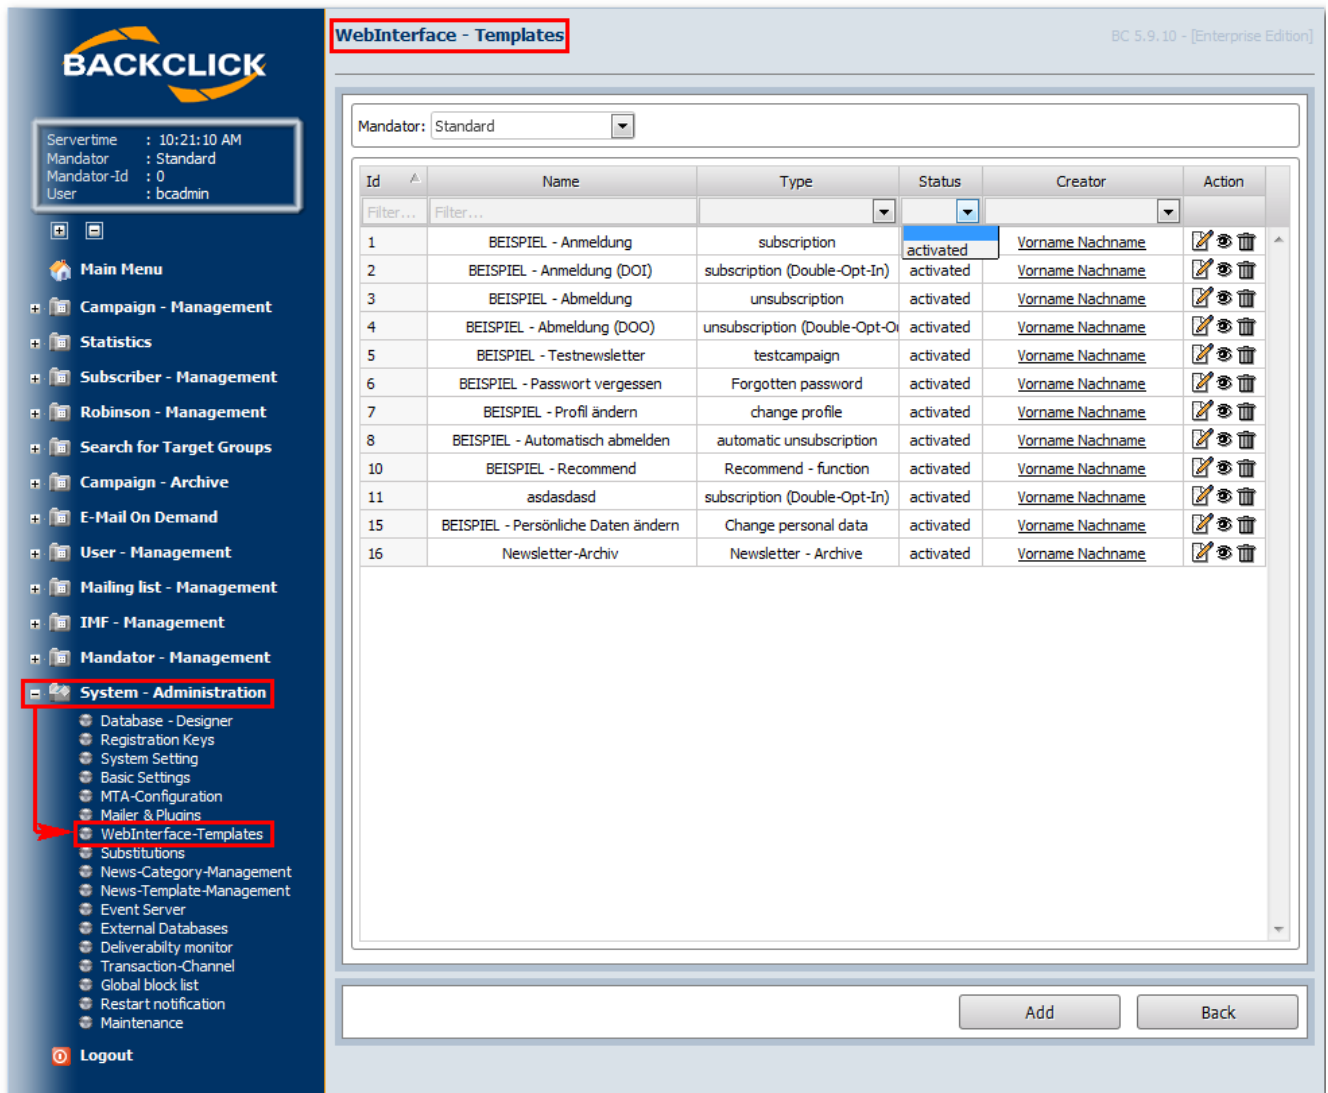 BACKCLICK
Servertime : 10:21:10 AM
Mandator : Standard
Mandator-Id : 0
User : bcadmin
Main Menu
Campaign - Management
Statistics
Subscriber - Management
Robinson - Management
Search for Target Groups
Campaign - Archive
E-Mail On Demand
User - Management
Mailing list - Management
IMF - Management
Mandator - Management
System - Administration
Database - Designer
Registration Keys
System Setting
Basic Settings
MTA-Configuration
Mailer & Plugins
WebInterface-Templates
Substitutions
News-Category-Management
News-Template-Management
Event Server
External Databases
Deliverabilty monitor
Transaction-Channel
Global block list
Restart notification
Maintenance
Logout
WebInterface - Templates
BC 5.9.10 - [Enterprise Edition]
Mandator: Standard
Id Name Type Status Creator Action
Filter... Filter...
1 BEISPIEL - Anmeldung subscription Vorname Nachname
activated
2 BEISPIEL - Anmeldung (DOI) subscription (Double-Opt-In) activated Vorname Nachname
3 BEISPIEL - Abmeldung unsubscription activated Vorname Nachname
4 BEISPIEL - Abmeldung (DOO) unsubscription (Double-Opt-O activated Vorname Nachname
5 BEISPIEL - Testnewsletter testcampaign activated Vorname Nachname
6 BEISPIEL - Passwort vergessen Forgotten password activated Vorname Nachname
7 BEISPIEL - Profil ändern change profile activated Vorname Nachname
8 BEISPIEL - Automatisch abmelden automatic unsubscription activated Vorname Nachname
10 BEISPIEL - Recommend Recommend - function activated Vorname Nachname
11 asdasdasd subscription (Double-Opt-In) activated Vorname Nachname
15 BEISPIEL - Persönliche Daten ändern Change personal data activated Vorname Nachname
16 Newsletter-Archiv Newsletter - Archive activated Vorname Nachname
Add Back